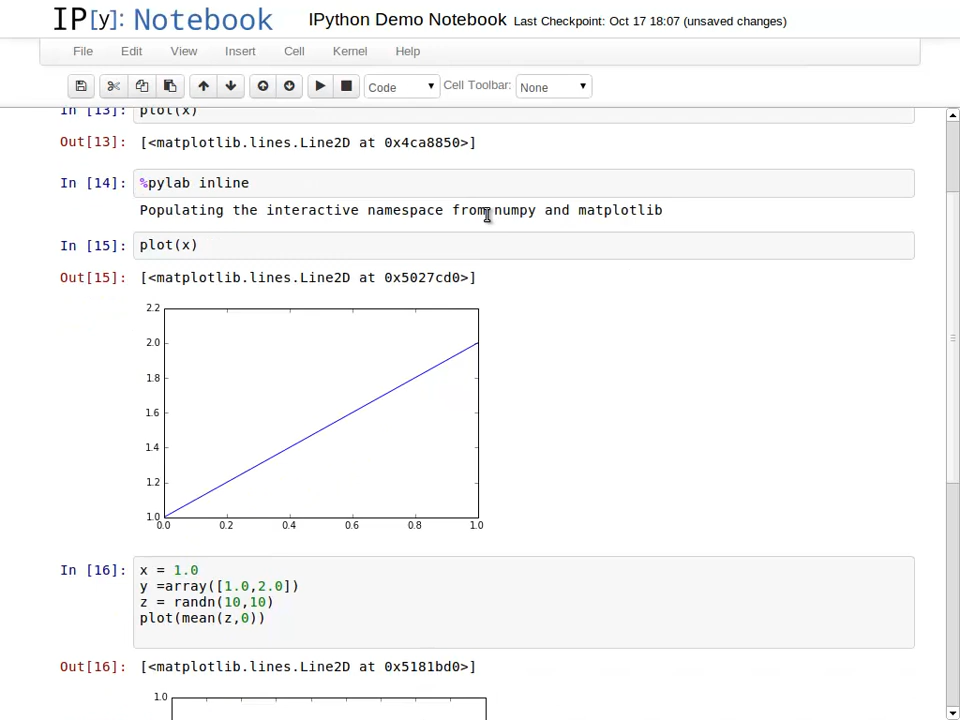 IP[y]: Notebook IPython Demo Notebook Last Checkpoint: Oct 17 18:07 (unsaved changes)
File Edit View Insert Cell Kernel Help
Code Cell Toolbar: None
In [13]: plot(x)
Out[13]: [<matplotlib.lines.Line2D at 0x4ca8850>]
In [14]: %pylab inline
Populating the interactive namespace from numpy and matplotlib
In [15]: plot(x)
Out[15]: [<matplotlib.lines.Line2D at 0x5027cd0>]
2.2
2.0
1.8
1.6
1.4
1.2
1.0
0.0 0.2 0.4 0.6 0.8 1.0
In [16]: x = 1.0
y =array([1.0,2.0])
z = randn(10,10)
plot(mean(z,0))
Out[16]: [<matplotlib.lines.Line2D at 0x5181bd0>]
1.0